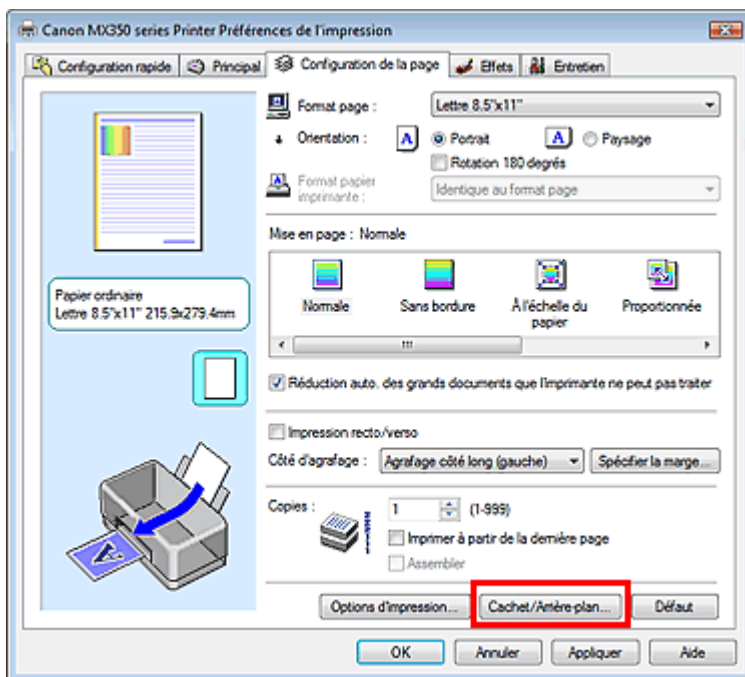 Canon MX350 series Printer Préférences de l'impression
Configuration rapide
Principal
Configuration de la page
Effets
Entretien
Format page :
Lettre 8.5"x11"
Orientation :
A
Portrait
A
Paysage
Rotation 180 degrés
Format papier
imprimante :
Identique au format page
Mise en page : Normale
Normale
Sans bordure
À l'échelle du
papier
Proportionnée
Papier ordinaire
Lettre 8.5"x11" 215.9x279.4mm
Réduction auto. des grands documents que l'imprimante ne peut pas traiter
Impression recto/verso
Côté d'agrafage :
Agrafage côté long (gauche)
Spécifier la marge...
Copies :
1
(1-999)
Imprimer à partir de la dernière page
Assembler
Options d'impression...
Cachet/Arrière-plan...
Défaut
OK
Annuler
Appliquer
Aide